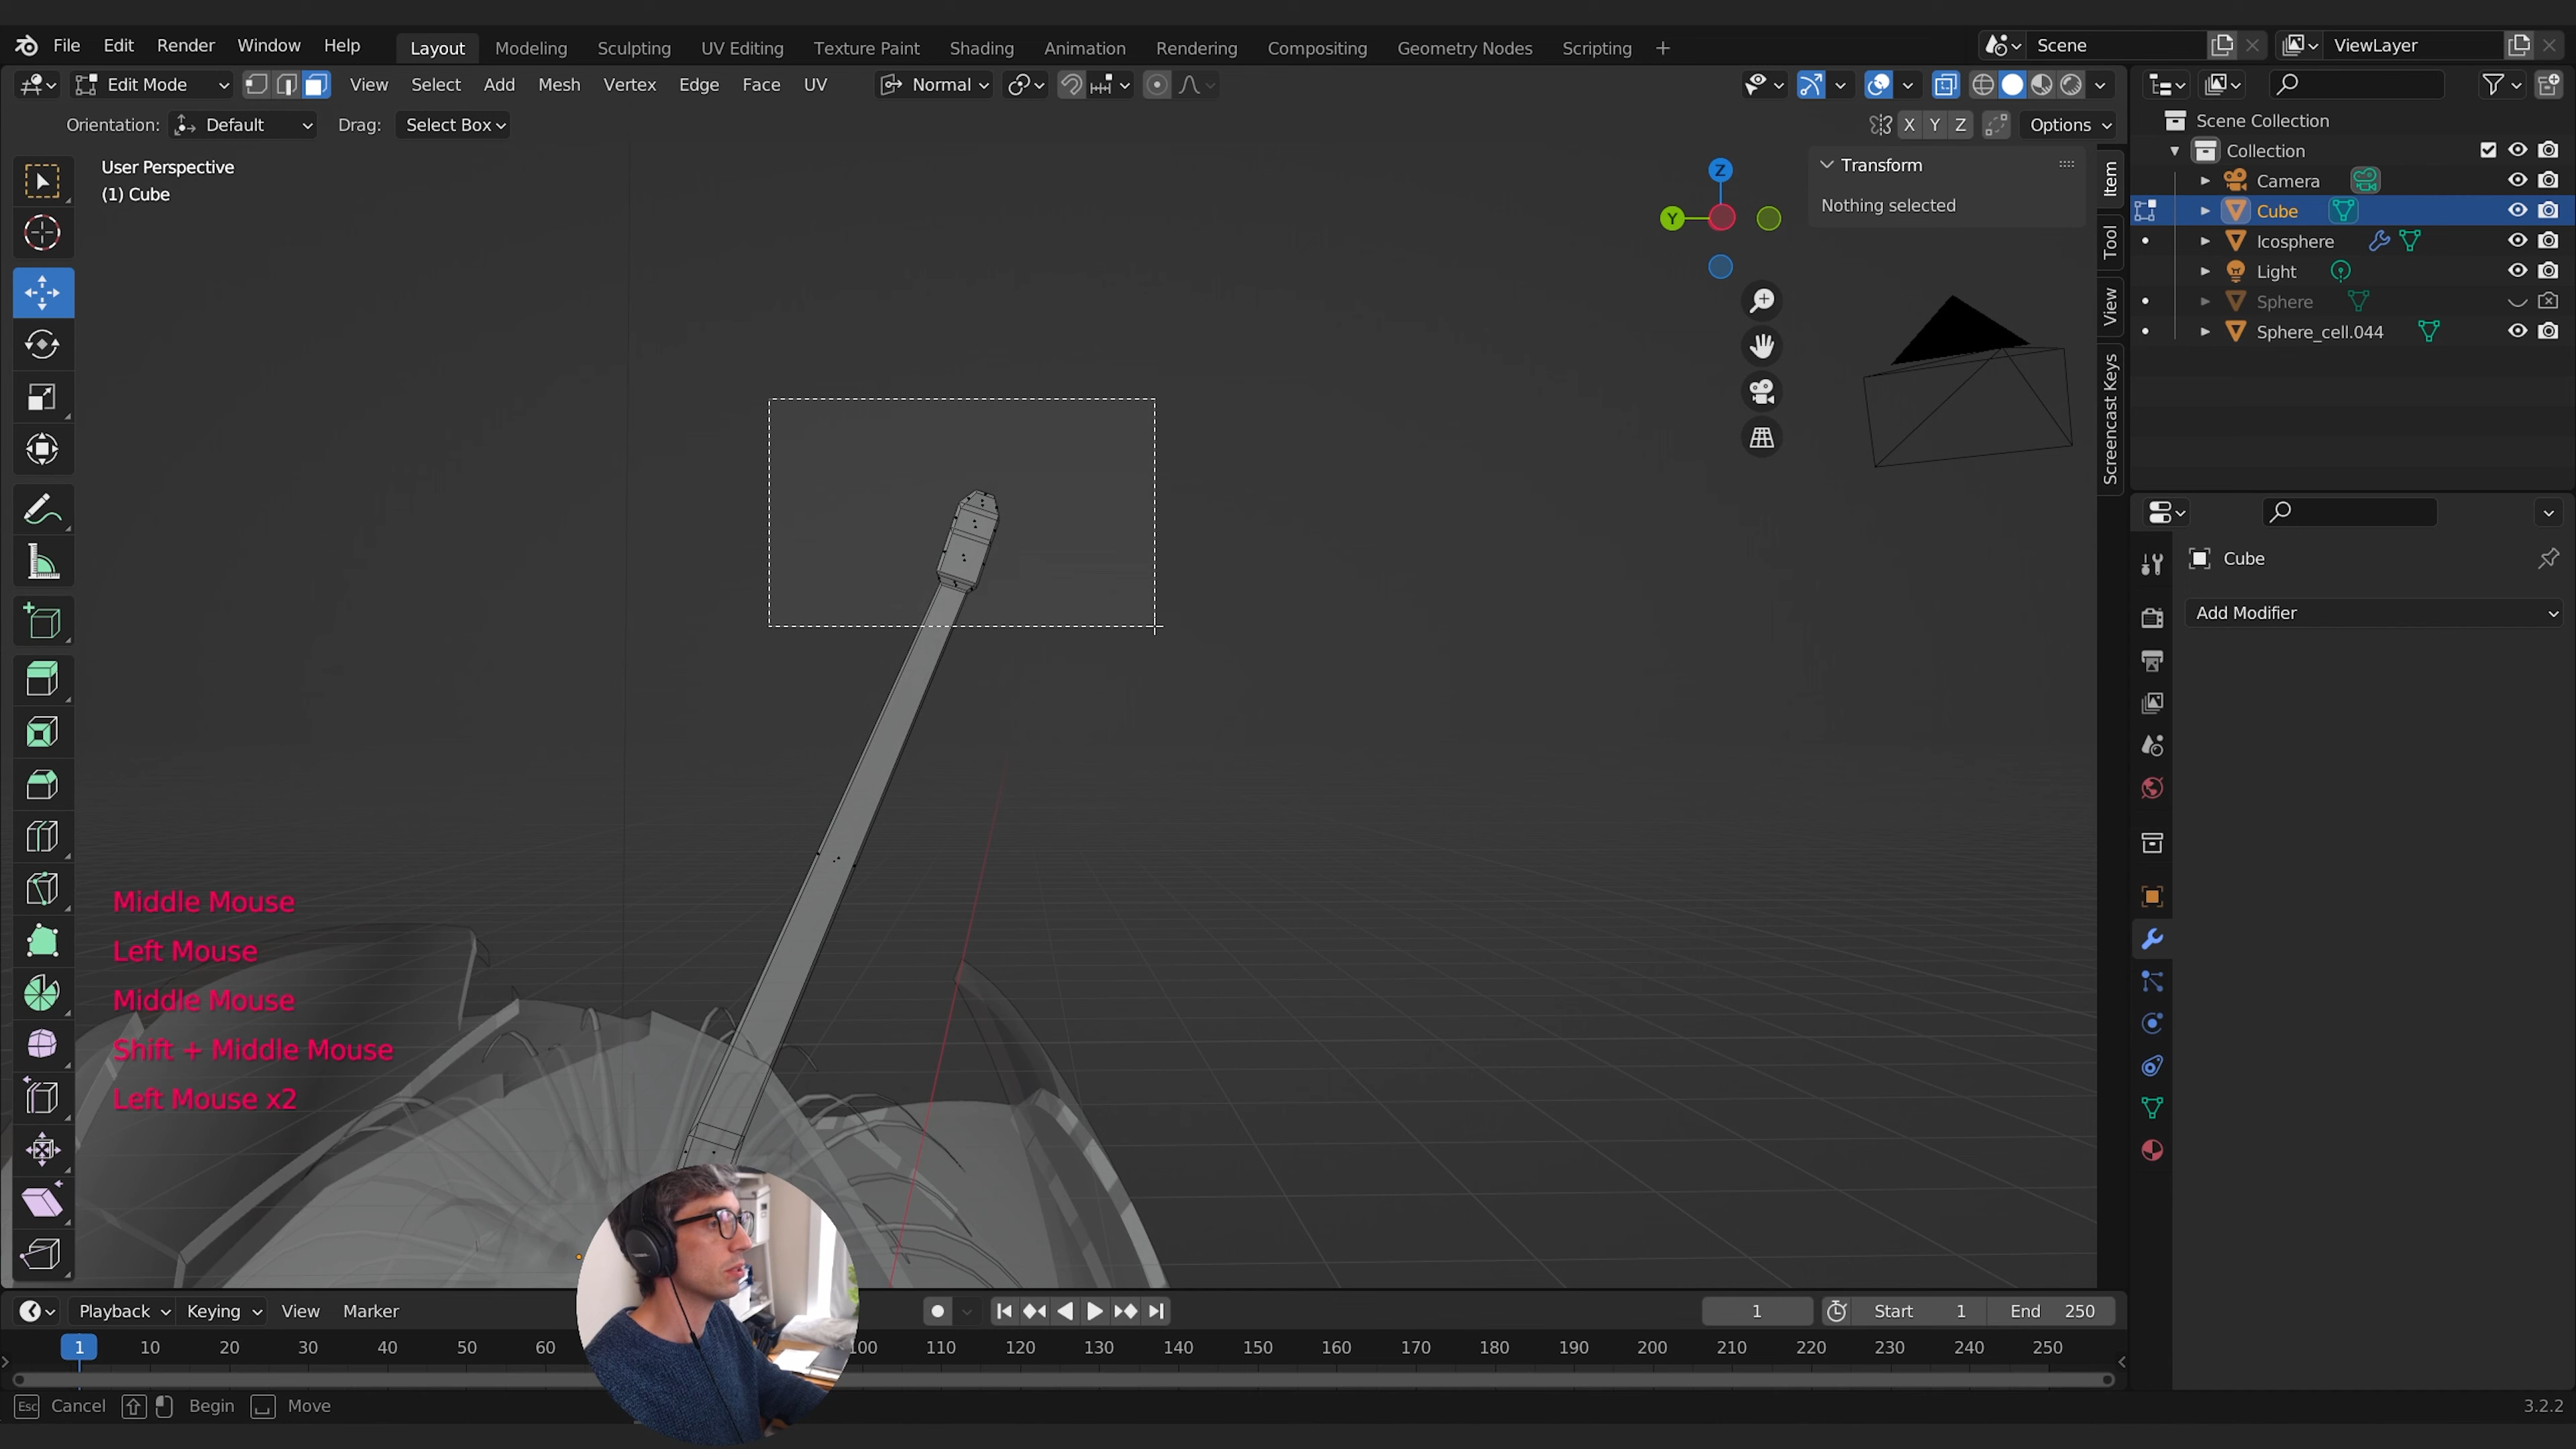 File Edit Render Window Help Layout Modeling Sculpting UV Editing Texture Paint Shading Animation Rendering Compositing Geometry Nodes Scripting + Scene ViewLayer
Edit Mode View Select Add Mesh Vertex Edge Face UV Normal
Orientation: Default Drag: Select Box X Y Z Options
User Perspective
(1) Cube
Z
Y
Transform
Nothing selected
Item
Tool
View
Screencast Keys
Scene Collection
Collection
Camera
Cube
Icosphere
Light
Sphere
Sphere_cell.044
Cube
Add Modifier
Middle Mouse
Left Mouse
Middle Mouse
Shift + Middle Mouse
Left Mouse x2
Playback Keying View Marker 1 Start 1 End 250
1 10 20 30 40 50 60 100 110 120 130 140 150 160 170 180 190 200 210 220 230 240 250
Esc Cancel Begin Move 3.2.2